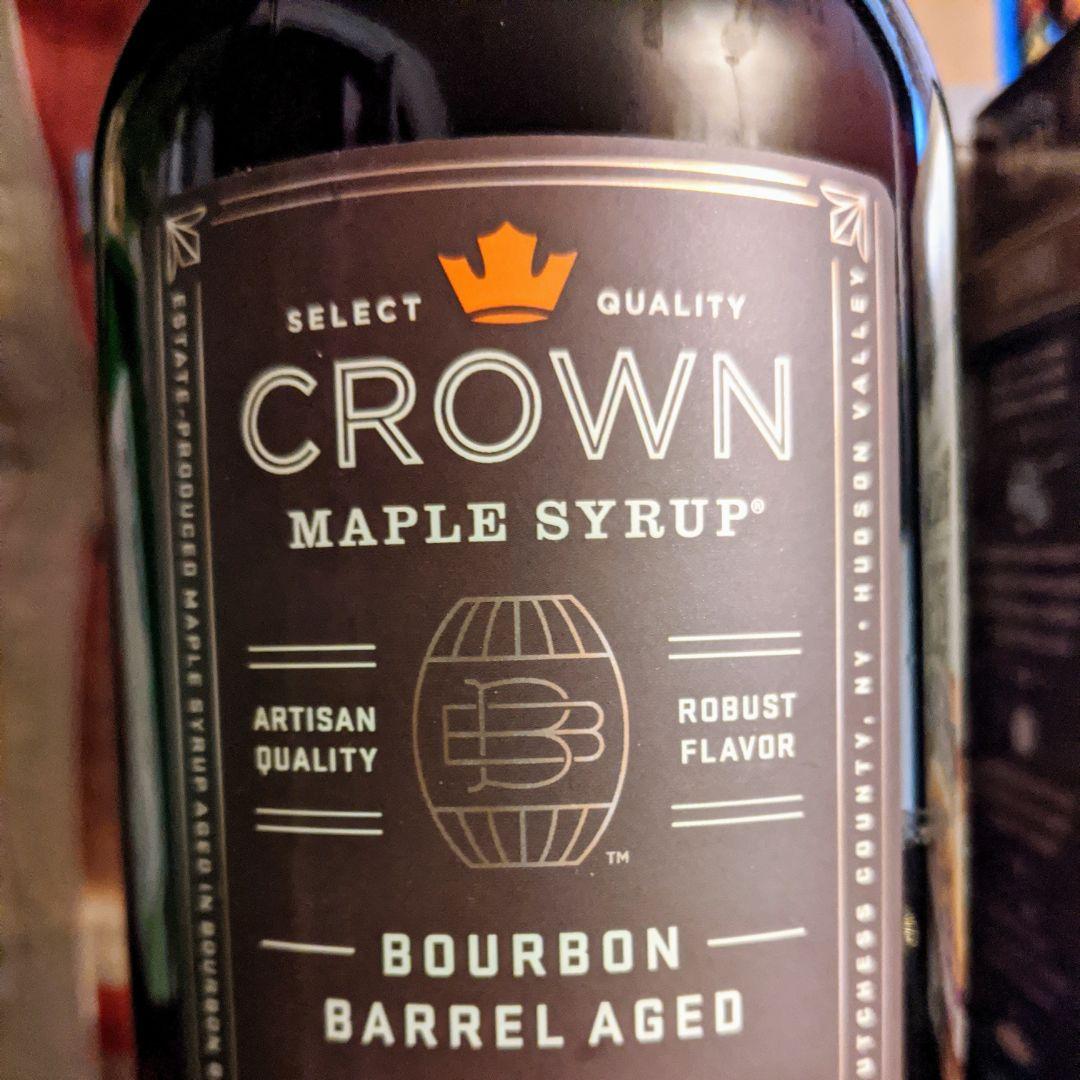 SELECT QUALITY
CROWN
MAPLE SYRUP®
ARTISAN
QUALITY
BB
ROBUST
FLAVOR
TM
BOURBON
BARREL AGED
ESTATE-PRODUCED MAPLE SYRUP AGED IN BOURBON
COUNTY, NY • HUDSON VALLEY